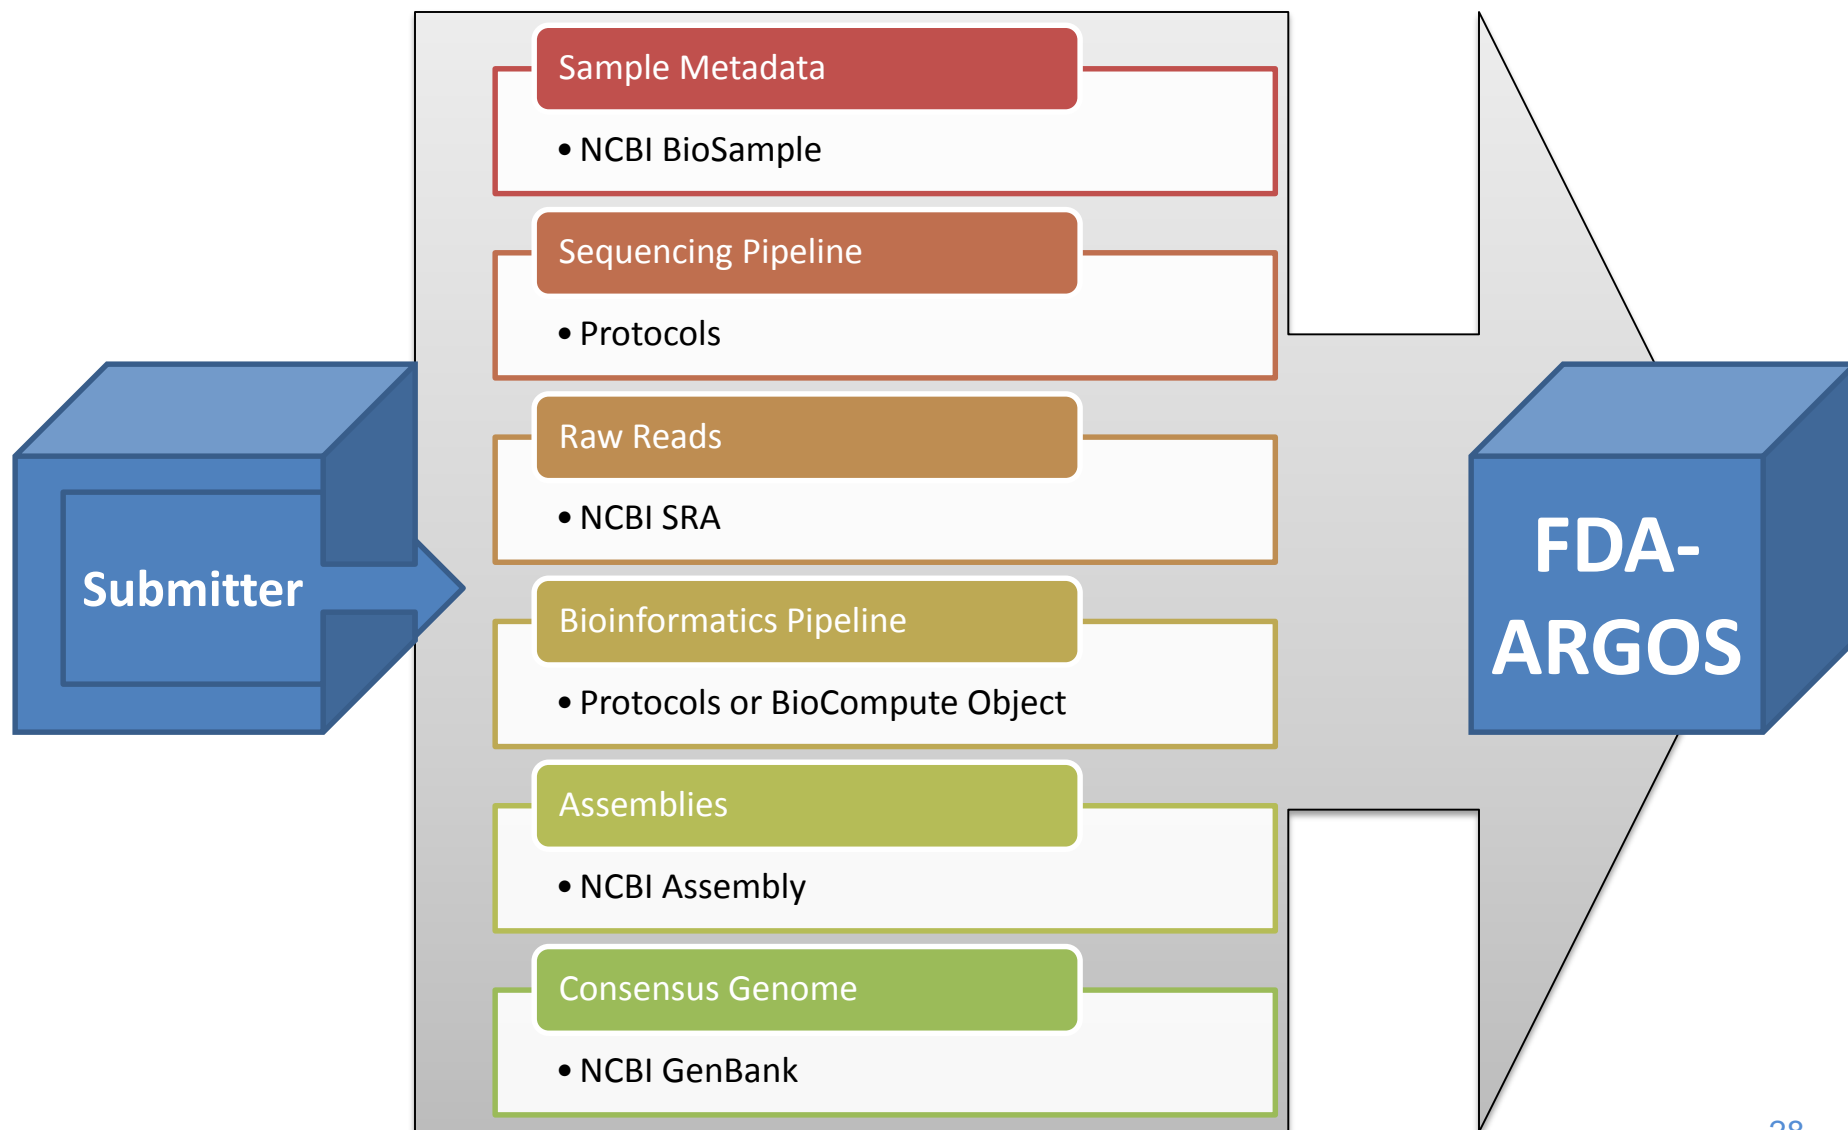 Sample Metadata
• NCBI BioSample
Sequencing Pipeline
• Protocols
Raw Reads
• NCBI SRA
Submitter
Bioinformatics Pipeline
• Protocols or BioCompute Object
Assemblies
• NCBI Assembly
Consensus Genome
• NCBI GenBank
FDA-
ARGOS
28